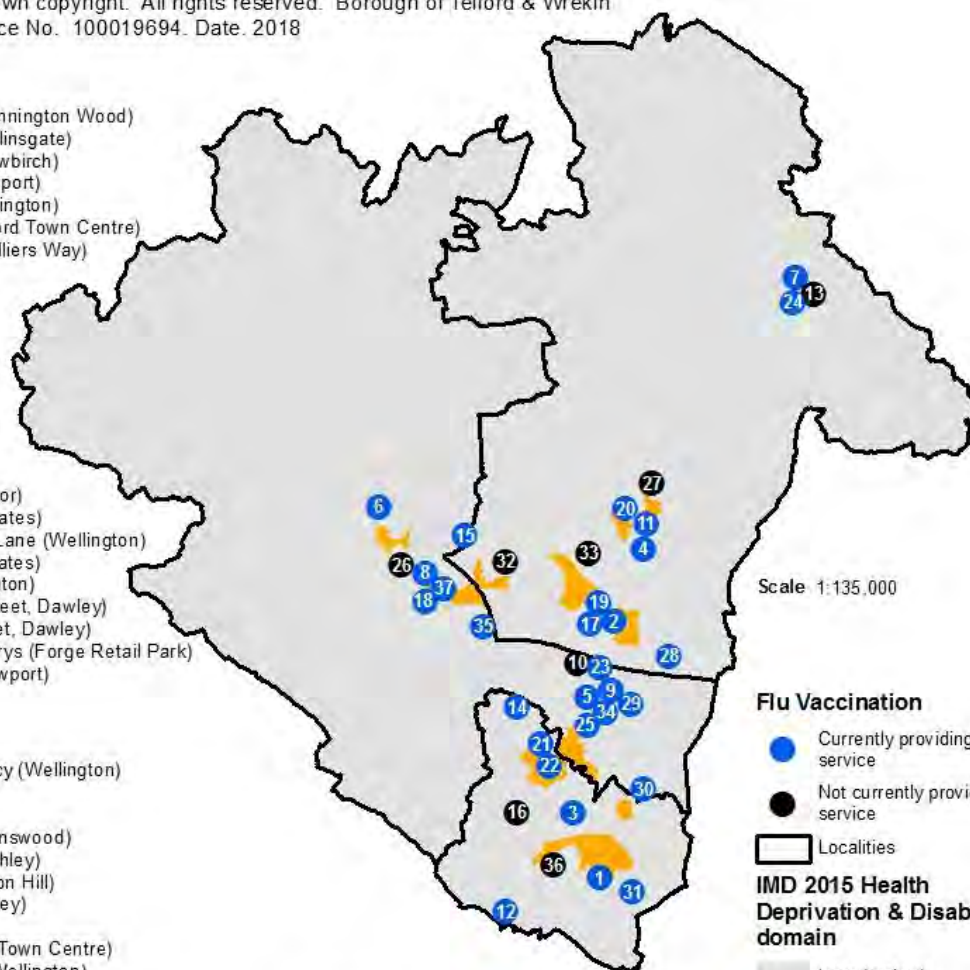 own copyright. All rights reserved. Borough of Telford & Wrekin
ce No. 100019694. Date. 2018
nnington Wood)
linsgate)
wbirch)
port)
ington)
rd Town Centre)
lliers Way)
or)
ates)
Lane (Wellington)
ates)
ton)
eet, Dawley)
et, Dawley)
rys (Forge Retail Park)
wport)
cy (Wellington)
nswood)
hley)
on Hill)
ey)
Town Centre)
Wellington)
7
24 13
27
20
11
4
6
15
26
8
37
18
32
33
35
19
17 2
28
10 23
5 9
34 29
25
14
21
22
30
16
3
36
1
31
12
Scale 1:135,000
Flu Vaccination
Currently providing
service
Not currently provi
service
Localities
IMD 2015 Health
Deprivation & Disab
domain